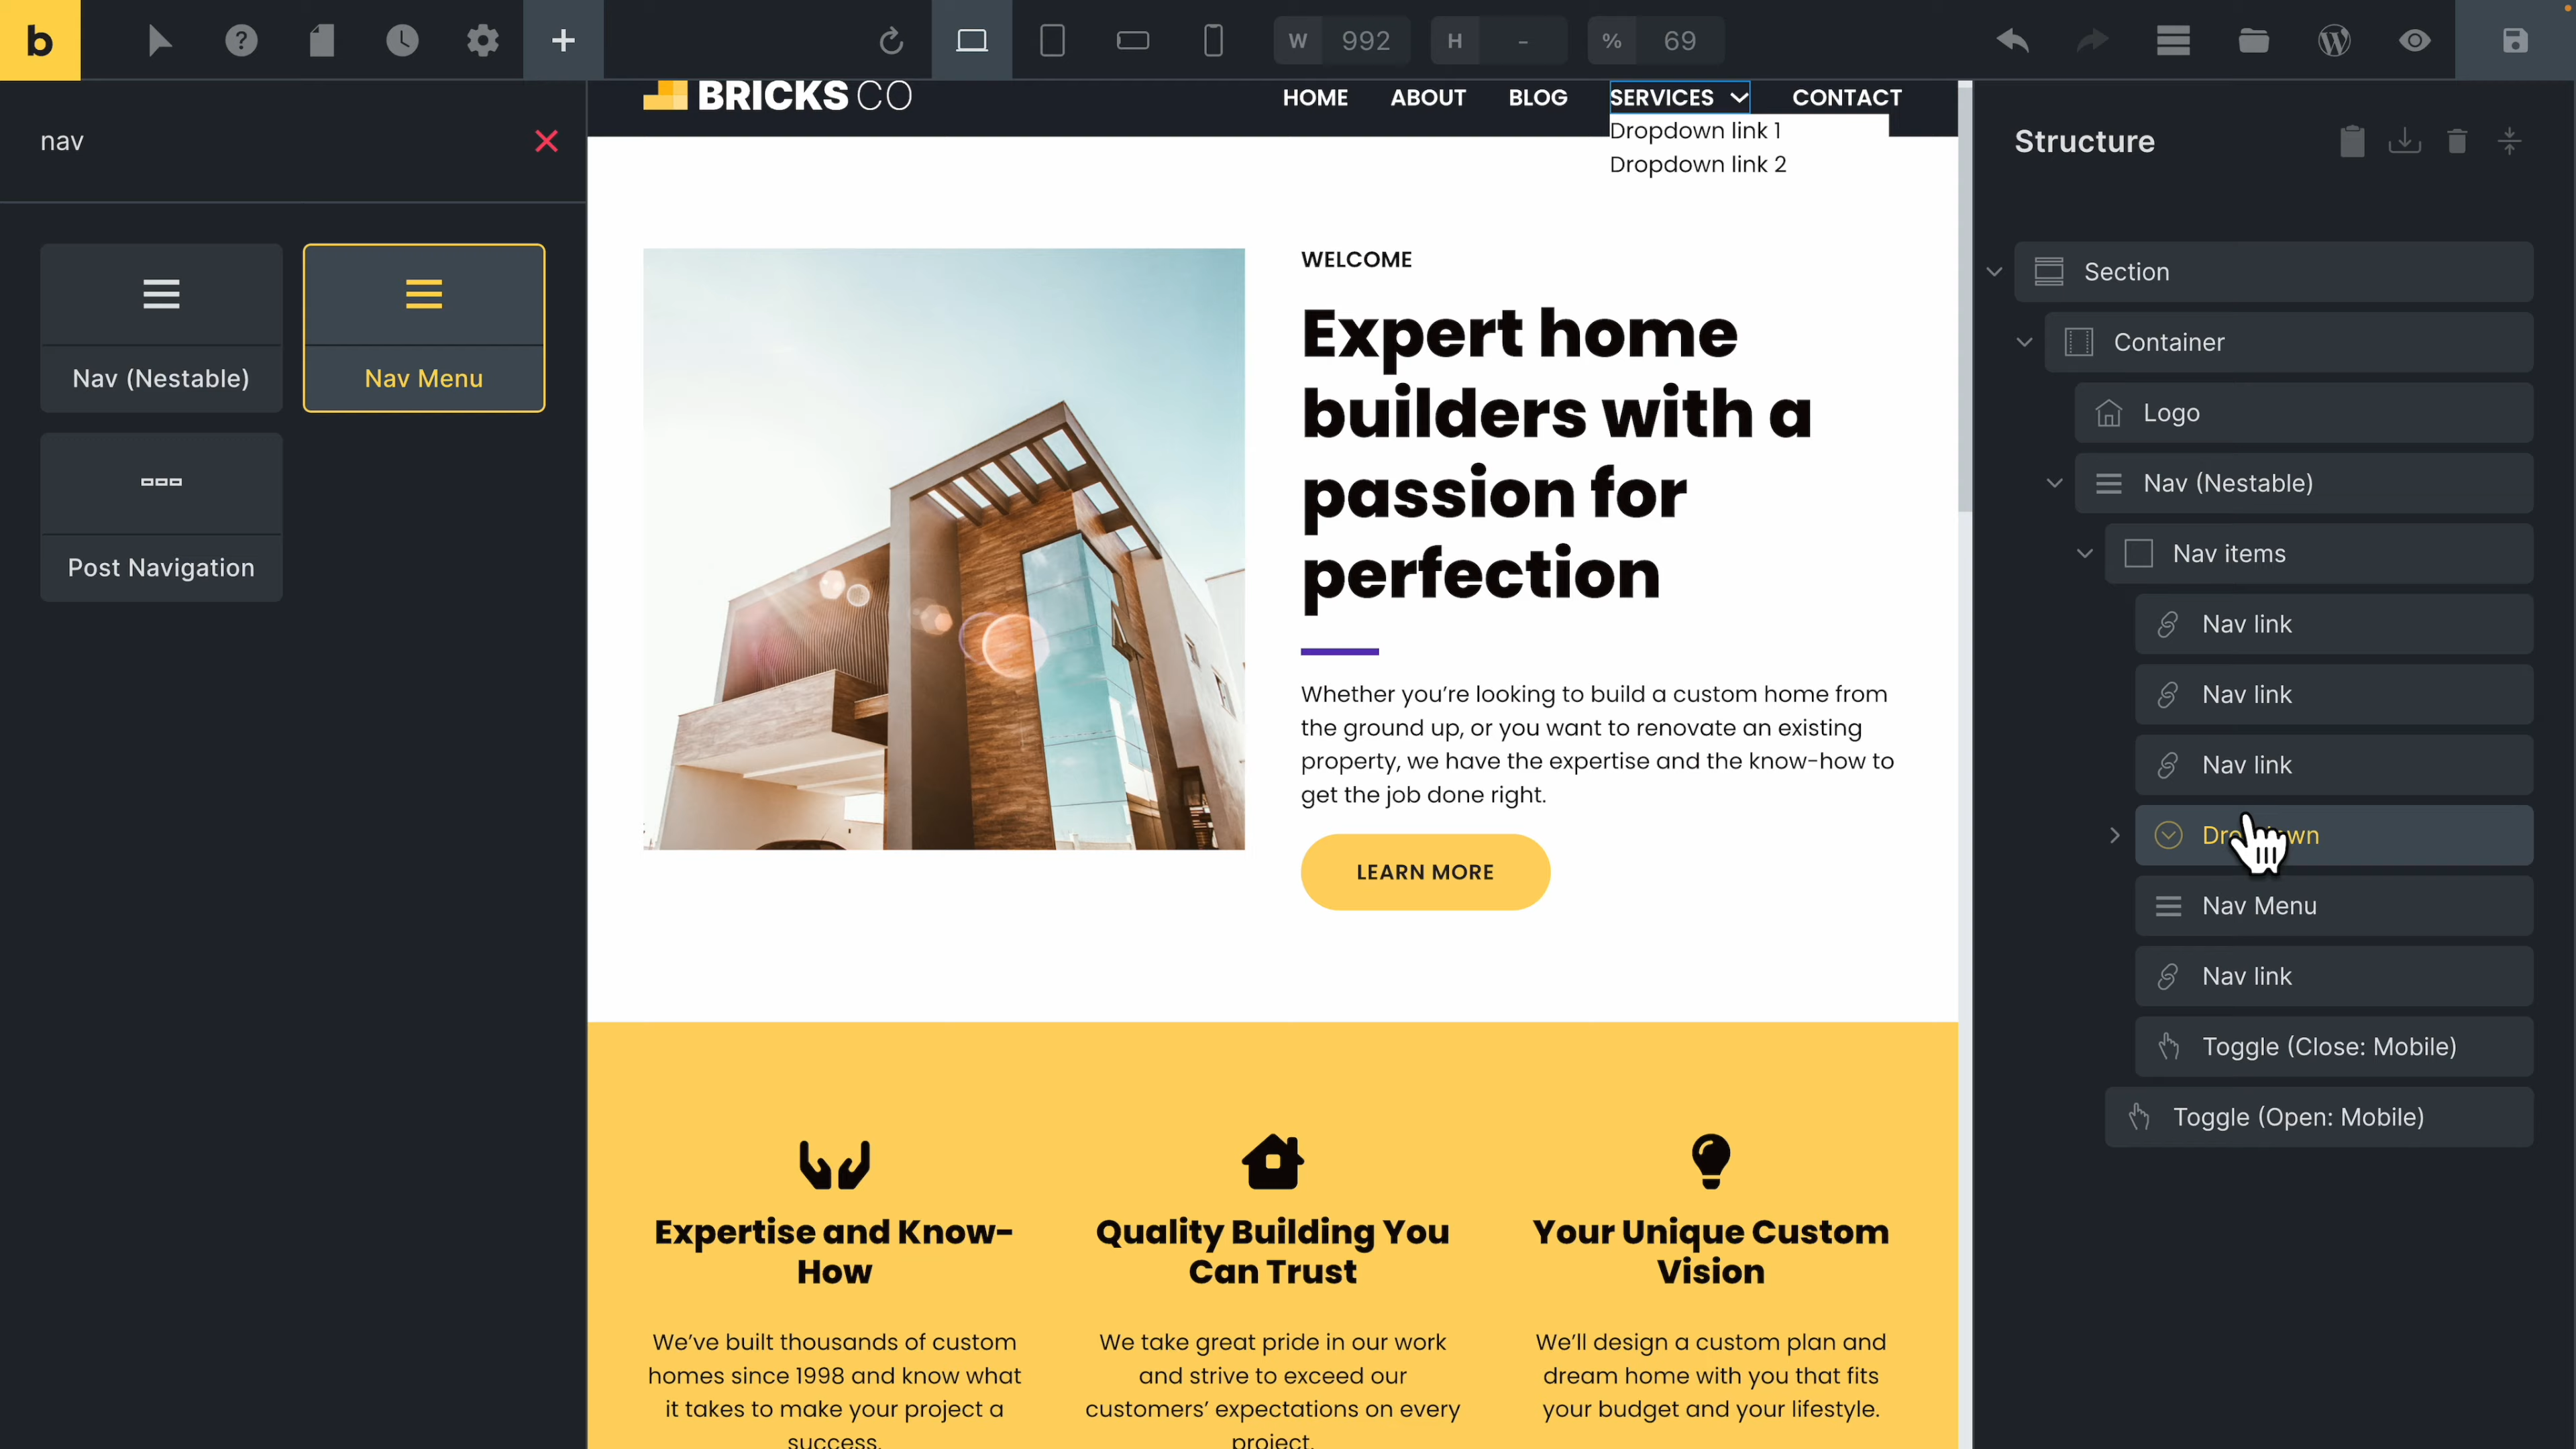 b
W 992
H -
% 69
nav
Nav (Nestable)
Nav Menu
Post Navigation
BRICKS CO
HOME ABOUT BLOG SERVICES CONTACT
Dropdown link 1
Dropdown link 2
WELCOME
Expert home
builders with a
passion for
perfection
Whether you’re looking to build a custom home from
the ground up, or you want to renovate an existing
property, we have the expertise and the know-how to
get the job done right.
LEARN MORE
Expertise and Know-
How
We’ve built thousands of custom
homes since 1998 and know what
it takes to make your project a
success.
Quality Building You
Can Trust
We take great pride in our work
and strive to exceed our
customers’ expectations on every
project.
Your Unique Custom
Vision
We’ll design a custom plan and
dream home with you that fits
your budget and your lifestyle.
Structure
Section
Container
Logo
Nav (Nestable)
Nav items
Nav link
Nav link
Nav link
Dropdown
Nav Menu
Nav link
Toggle (Close: Mobile)
Toggle (Open: Mobile)